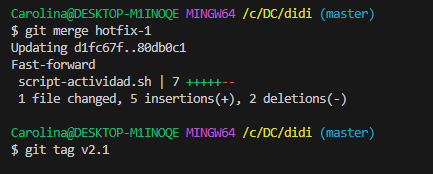 Carolina@DESKTOP-M1INOQE MINGW64 /c/DC/didi (master)
$ git merge hotfix-1
Updating d1fc67f..80db0c1
Fast-forward
 script-actividad.sh | 7 +++++--
 1 file changed, 5 insertions(+), 2 deletions(-)
Carolina@DESKTOP-M1INOQE MINGW64 /c/DC/didi (master)
$ git tag v2.1